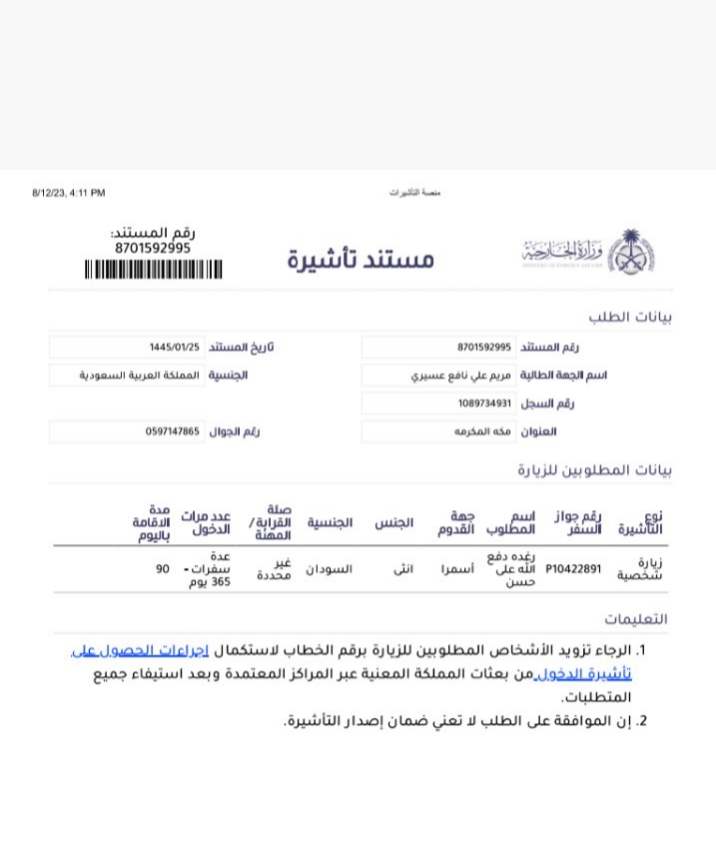 8/12/23, 4:11 PM
منصة التأشيرات
وزارة الخارجية
MINISTRY OF FOREIGN AFFAIRS
مستند تأشيرة
رقم المستند:
8701592995
بيانات الطلب
رقم المستند 8701592995 تاريخ المستند 1445/01/25
اسم الجهة الطالبة مريم علي نافع عسيري الجنسية المملكة العربية السعودية
رقم السجل 1089734931
العنوان مكه المكرمه رقم الجوال 0597147865
بيانات المطلوبين للزيارة
نوع التأشيرة رقم جواز السفر اسم المطلوب جهة القدوم الجنس الجنسية صلة القرابة/ المهنة عدد مرات الدخول مدة الاقامة باليوم
زيارة شخصية P10422891 رغده دفع الله على حسن أسمرا انثى السودان غير محددة عدة سفرات - 365 يوم 90
التعليمات
1. الرجاء تزويد الأشخاص المطلوبين للزيارة برقم الخطاب لاستكمال اجراءات الحصول على
تأشيرة الدخول من بعثات المملكة المعنية عبر المراكز المعتمدة وبعد استيفاء جميع
المتطلبات.
2. إن الموافقة على الطلب لا تعني ضمان إصدار التأشيرة.